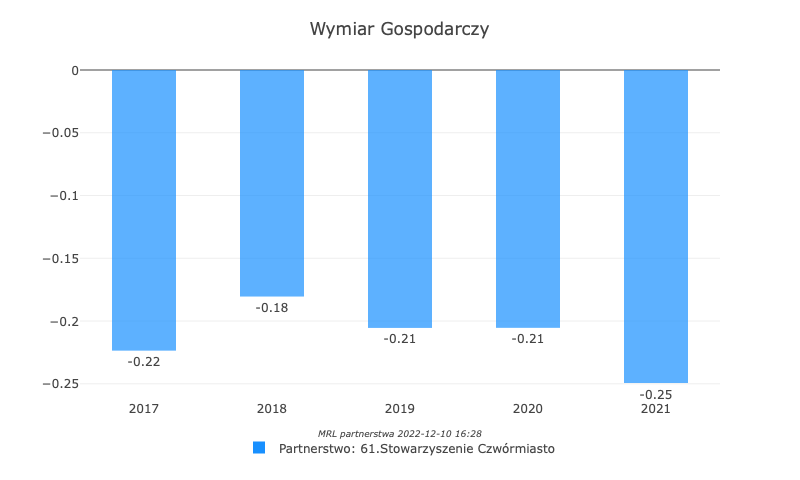 Wymiar Gospodarczy
0
−0.05
−0.1
−0.15
−0.2
−0.25
-0.22
-0.18
-0.21
-0.21
-0.25
2017 2018 2019 2020 2021
MRL partnerstwa 2022-12-10 16:28
Partnerstwo: 61.Stowarzyszenie Czwórmiasto